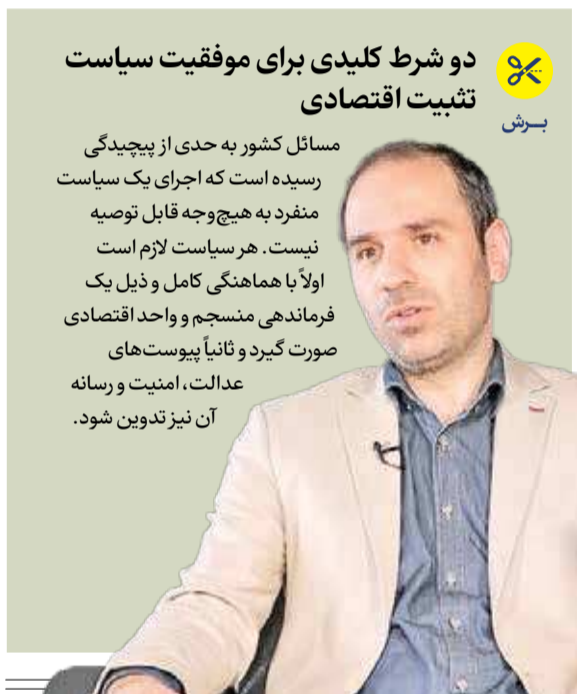 دو شرط کلیدی برای موفقیت سیاست
تثبیت اقتصادی
بــرش
مسائل کشور به حدی از پیچیدگی
رسیده است که اجرای یک سیاست
منفرد به هیچ‌وجه قابل توصیه
نیست. هر سیاست لازم است
اولاً با هماهنگی کامل و ذیل یک
فرماندهی منسجم و واحد اقتصادی
صورت گیرد و ثانیاً پیوست‌های
عدالت، امنیت و رسانه
آن نیز تدوین شود.